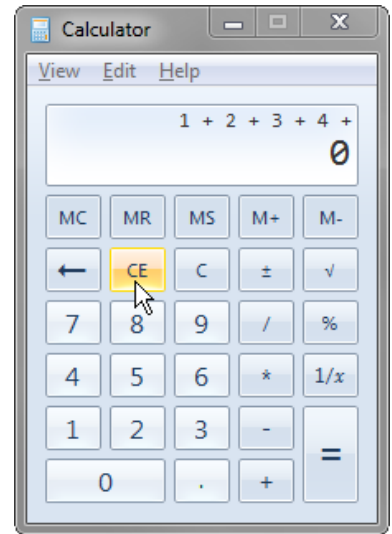 Calculator
View Edit Help
1 + 2 + 3 + 4 +
0
MC MR MS M+ M-
← CE C ± √
7 8 9 / %
4 5 6 * 1/x
1 2 3 -
=
0 . +